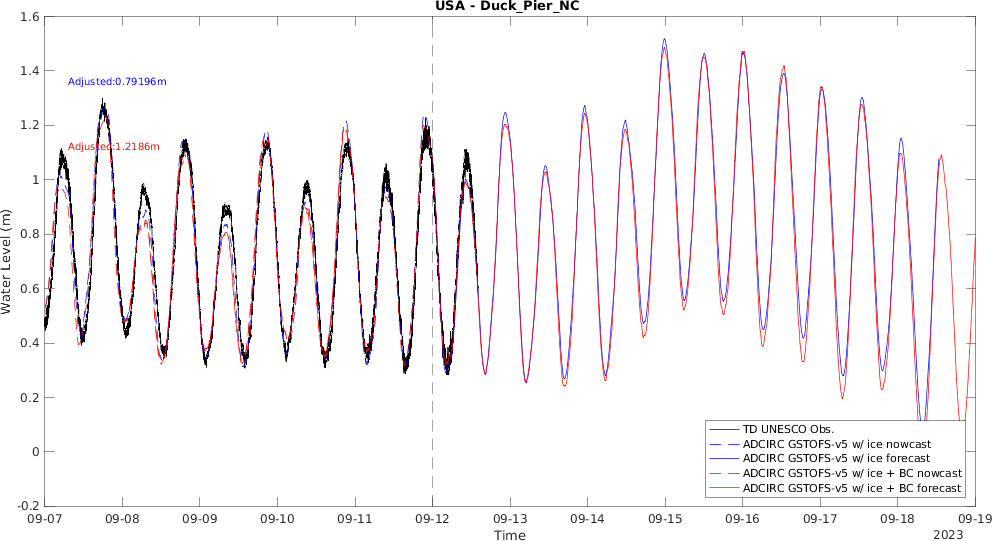 USA - Duck_Pier_NC
1.6
1.4
1.2
1
0.8
0.6
0.4
0.2
0
-0.2
Water Level (m)
Adjusted:0.79196m
Adjusted:1.2186m
TD UNESCO Obs.
ADCIRC GSTOFS-v5 w/ ice nowcast
ADCIRC GSTOFS-v5 w/ ice forecast
ADCIRC GSTOFS-v5 w/ ice + BC nowcast
ADCIRC GSTOFS-v5 w/ ice + BC forecast
09-07 09-08 09-09 09-10 09-11 09-12 09-13 09-14 09-15 09-16 09-17 09-18 09-19
Time
2023